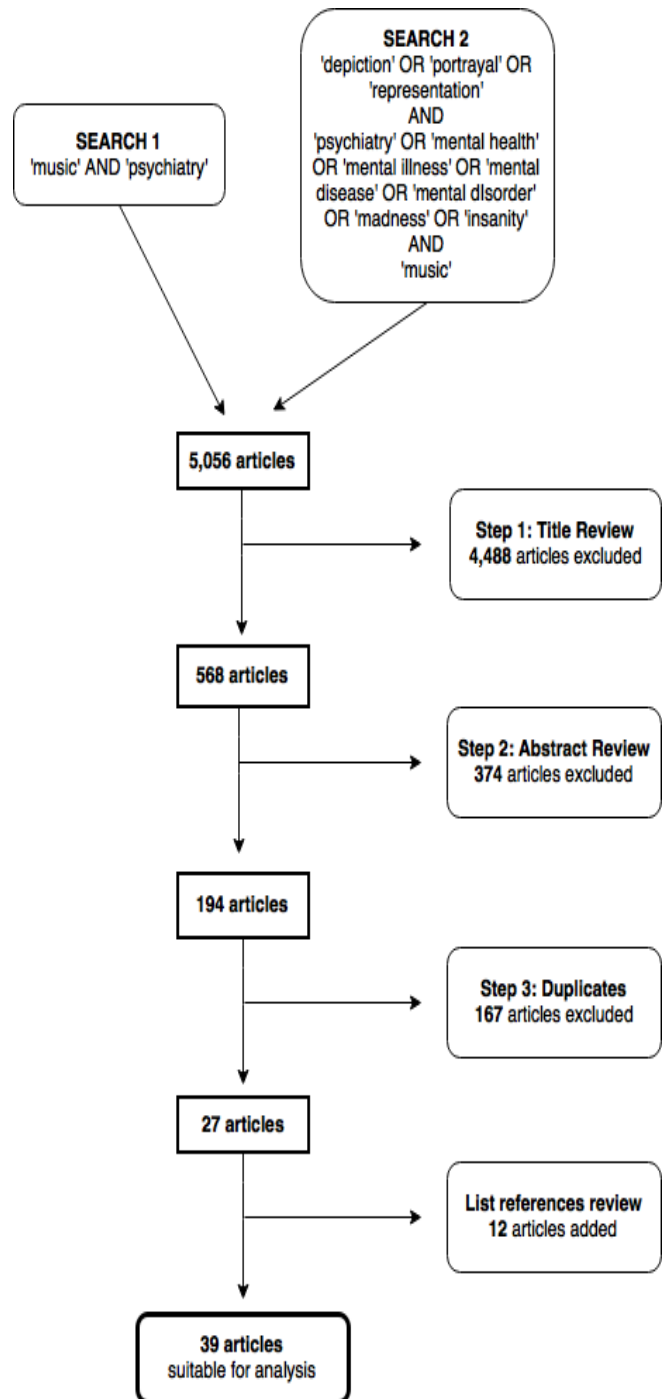 SEARCH 2
'depiction' OR 'portrayal' OR
'representation'
AND
'psychiatry' OR 'mental health'
OR 'mental illness' OR 'mental
disease' OR 'mental dIsorder'
OR 'madness' OR 'insanity'
AND
'music'
SEARCH 1
'music' AND 'psychiatry'
5,056 articles
Step 1: Title Review
4,488 articles excluded
568 articles
Step 2: Abstract Review
374 articles excluded
194 articles
Step 3: Duplicates
167 articles excluded
27 articles
List references review
12 articles added
39 articles
suitable for analysis